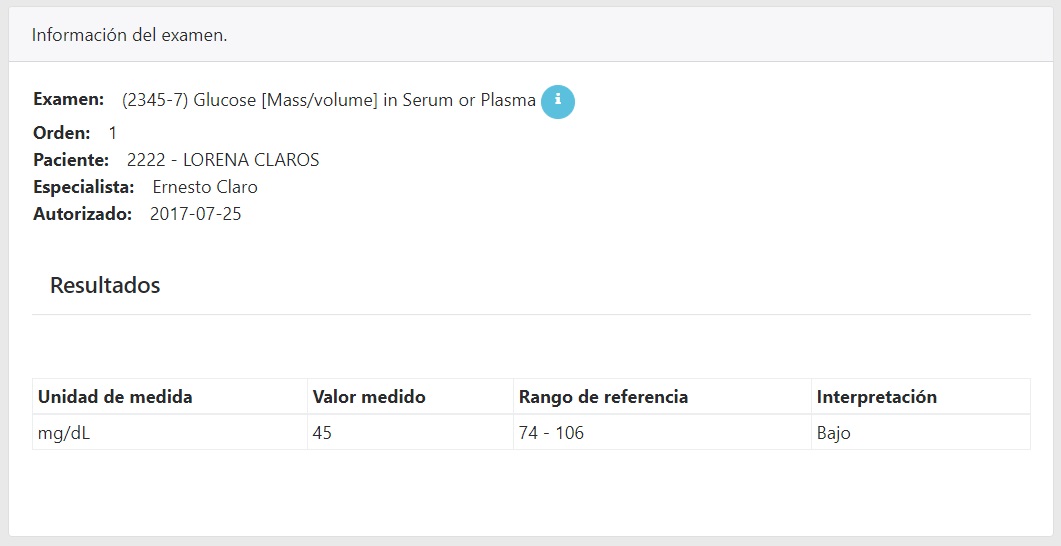 Información del examen.
Examen: (2345-7) Glucose [Mass/volume] in Serum or Plasma i
Orden: 1
Paciente: 2222 - LORENA CLAROS
Especialista: Ernesto Claro
Autorizado: 2017-07-25
Resultados
Unidad de medida Valor medido Rango de referencia Interpretación
mg/dL 45 74 - 106 Bajo